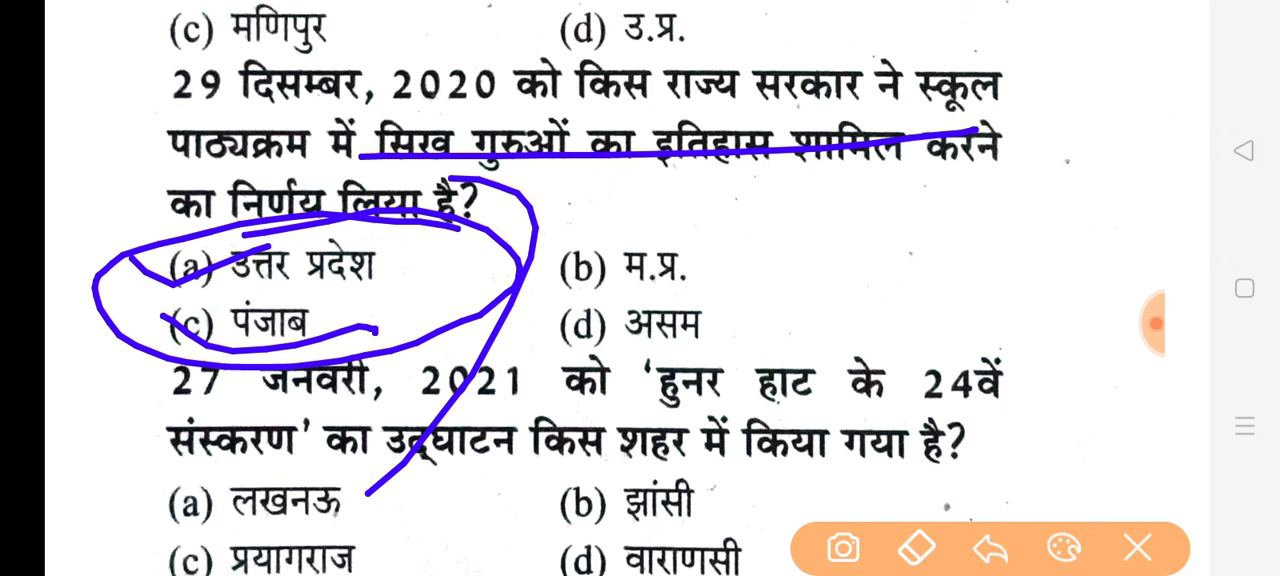 (c) मणिपुर (d) उ.प्र.
29 दिसम्बर, 2020 को किस राज्य सरकार ने स्कूल
पाठ्यक्रम में सिख गुरुओं का इतिहास शामिल करने
का निर्णय लिया है?
(a) उत्तर प्रदेश (b) म.प्र.
(c) पंजाब (d) असम
27 जनवरी, 2021 को 'हुनर हाट के 24वें
संस्करण' का उद्घाटन किस शहर में किया गया है?
(a) लखनऊ (b) झांसी
(c) प्रयागराज (d) वाराणसी